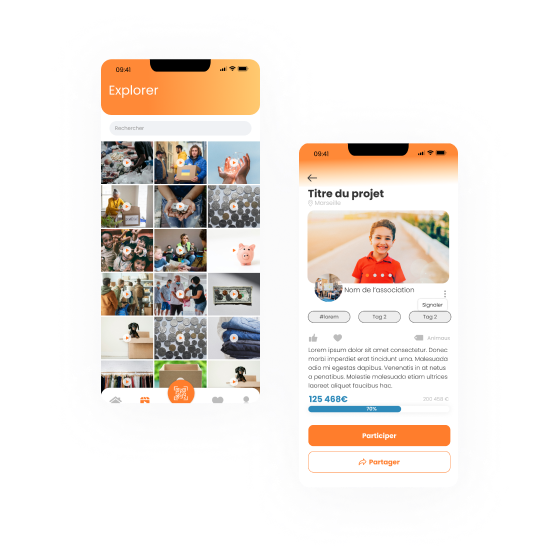 09:41
Explorer
Rechercher
09:41
Titre du projet
Marseille
Nom de l'association
Signaler
#lorem
Tag 2
Tag 2
Animaux
Lorem ipsum dolor sit amet consectetur. Donec
morbi imperdiet erat tincidunt urna. Malesuada
odio mi egestas dapibus. Venenatis in at netus
a penatibus. Molestie malesuada etiam ultrices
laoreet aliquet faucibus hac.
125 468€
200 459 €
70%
Participer
Partager